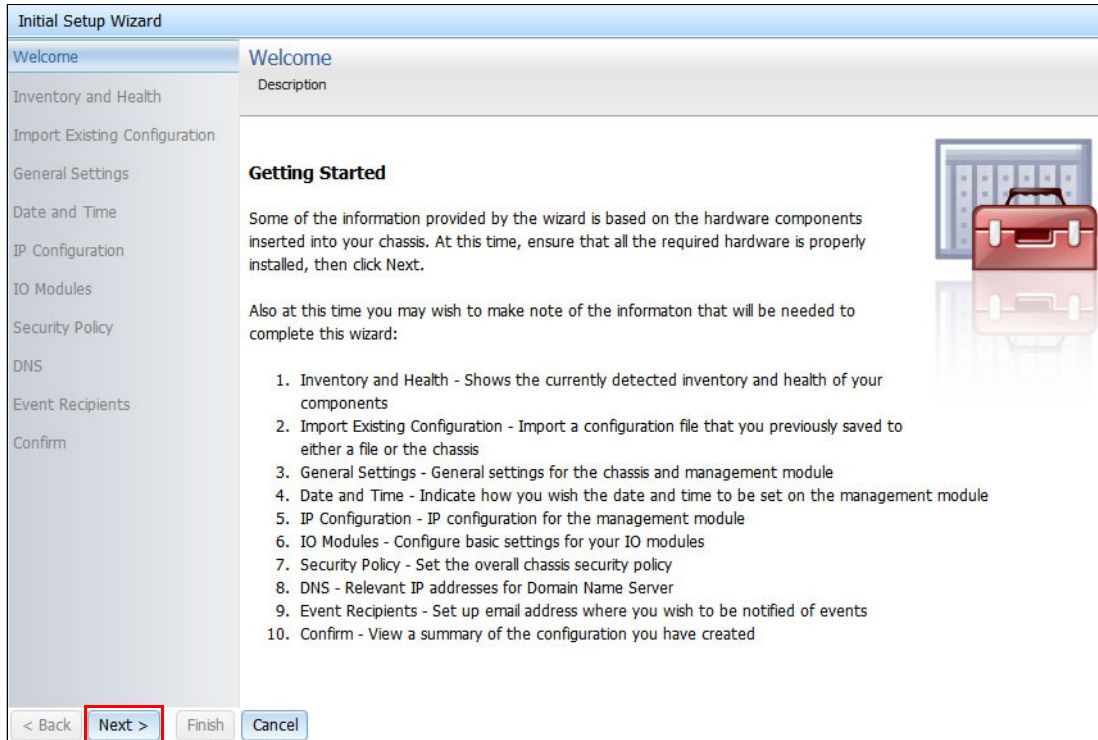 Initial Setup Wizard
Welcome
Inventory and Health
Import Existing Configuration
General Settings
Date and Time
IP Configuration
IO Modules
Security Policy
DNS
Event Recipients
Confirm
Welcome
Description
Getting Started
Some of the information provided by the wizard is based on the hardware components
inserted into your chassis. At this time, ensure that all the required hardware is properly
installed, then click Next.
Also at this time you may wish to make note of the informaton that will be needed to
complete this wizard:
1. Inventory and Health - Shows the currently detected inventory and health of your
components
2. Import Existing Configuration - Import a configuration file that you previously saved to
either a file or the chassis
3. General Settings - General settings for the chassis and management module
4. Date and Time - Indicate how you wish the date and time to be set on the management module
5. IP Configuration - IP configuration for the management module
6. IO Modules - Configure basic settings for your IO modules
7. Security Policy - Set the overall chassis security policy
8. DNS - Relevant IP addresses for Domain Name Server
9. Event Recipients - Set up email address where you wish to be notified of events
10. Confirm - View a summary of the configuration you have created
< Back Next > Finish Cancel